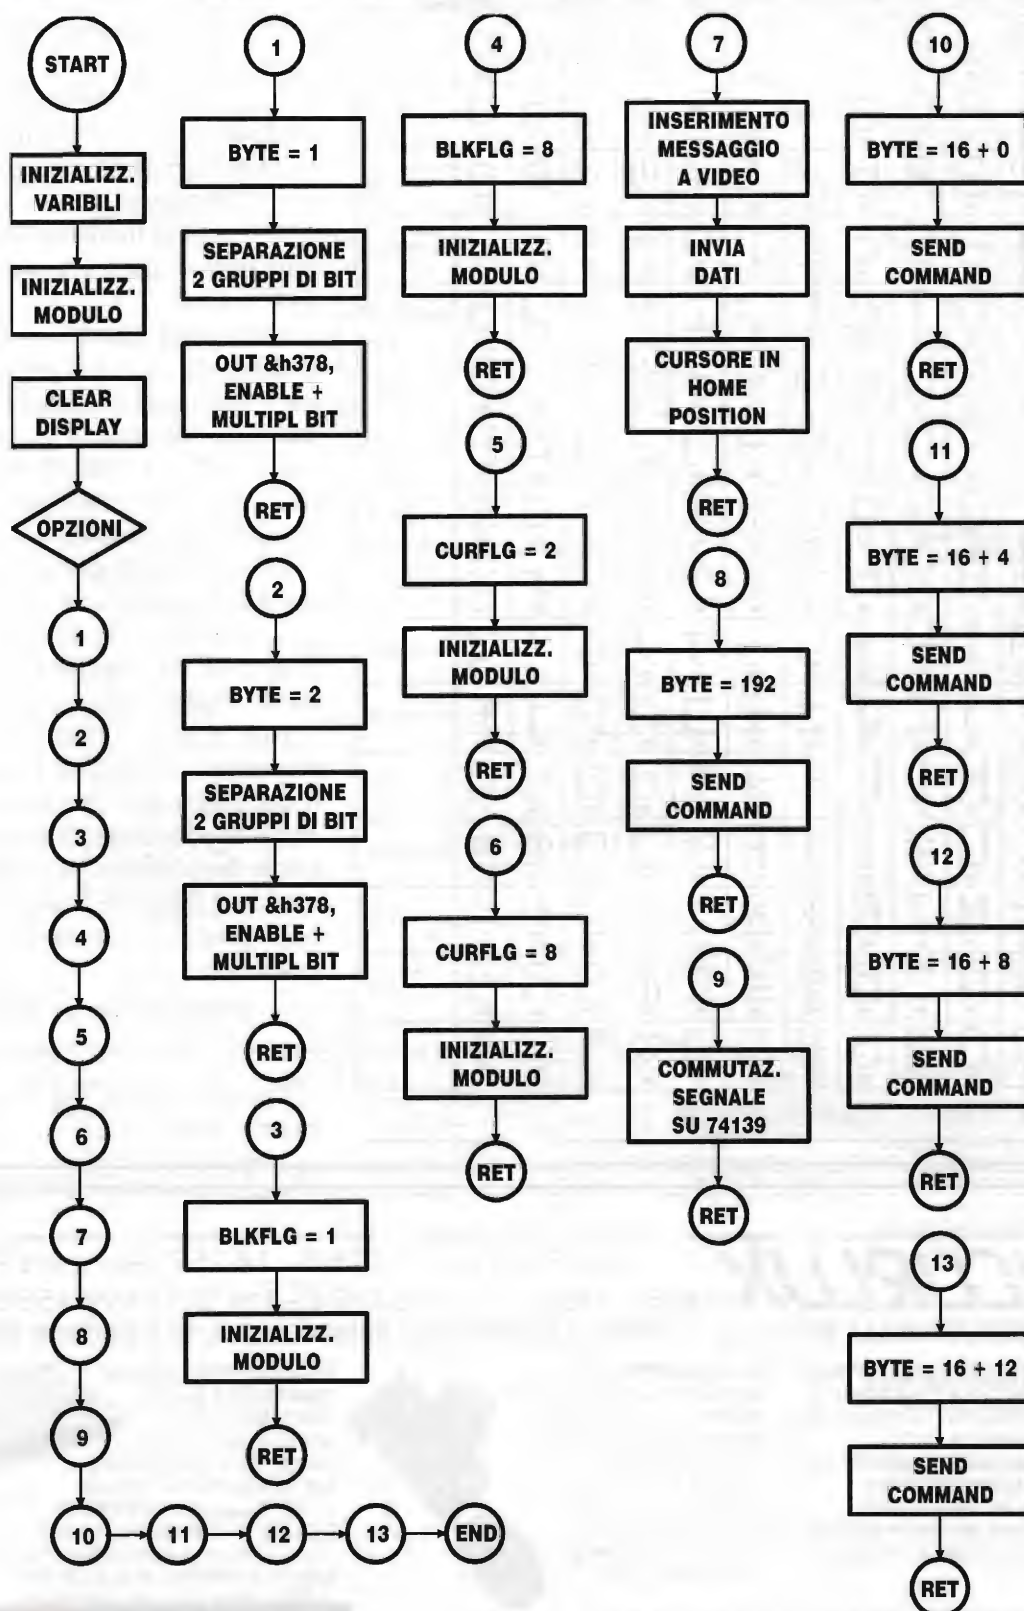 START
INIZIALIZZ.
VARIBILI
INIZIALIZZ.
MODULO
CLEAR
DISPLAY
OPZIONI
1
2
3
4
5
6
7
8
9
10
11
12
13
END
1
BYTE = 1
SEPARAZIONE
2 GRUPPI DI BIT
OUT &h378,
ENABLE +
MULTIPL BIT
RET
2
BYTE = 2
SEPARAZIONE
2 GRUPPI DI BIT
OUT &h378,
ENABLE +
MULTIPL BIT
RET
3
BLKFLG = 1
INIZIALIZZ.
MODULO
RET
4
BLKFLG = 8
INIZIALIZZ.
MODULO
RET
5
CURFLG = 2
INIZIALIZZ.
MODULO
RET
6
CURFLG = 8
INIZIALIZZ.
MODULO
RET
7
INSERIMENTO
MESSAGGIO
A VIDEO
INVIA
DATI
CURSORE IN
HOME
POSITION
RET
8
BYTE = 192
SEND
COMMAND
RET
9
COMMUTAZ.
SEGNALE
SU 74139
RET
10
BYTE = 16 + 0
SEND
COMMAND
RET
11
BYTE = 16 + 4
SEND
COMMAND
RET
12
BYTE = 16 + 8
SEND
COMMAND
RET
13
BYTE = 16 + 12
SEND
COMMAND
RET